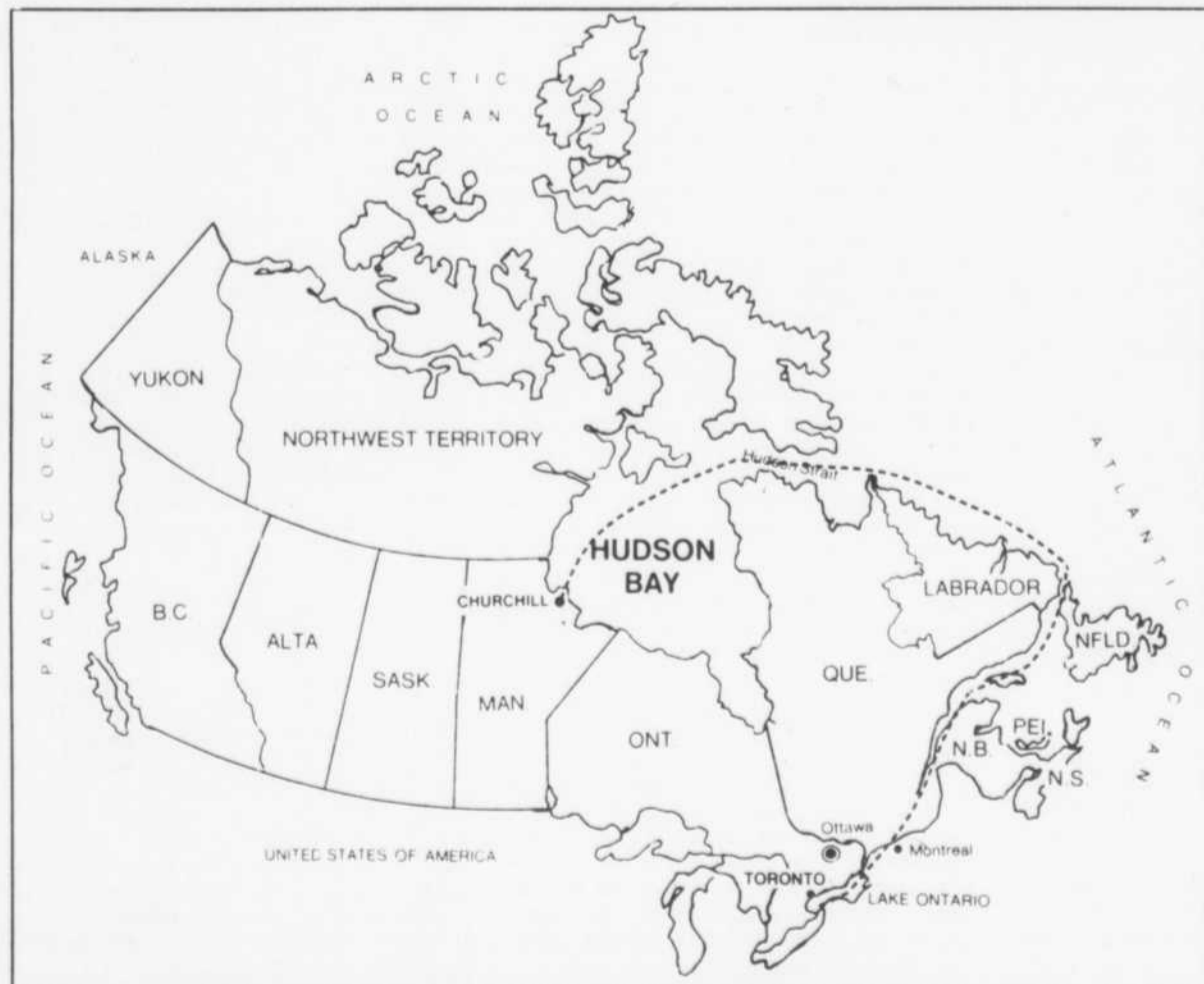 ARCTIC
OCEAN
ALASKA
PACIFIC OCEAN
YUKON
NORTHWEST TERRITORY
Hudson Strait
ATLANTIC OCEAN
HUDSON
BAY
CHURCHILL
LABRADOR
B.C
ALTA
SASK.
MAN.
ONT.
QUE.
NFLD.
PEI.
N.B.
N.S.
Ottawa
Montreal
UNITED STATES OF AMERICA
TORONTO
LAKE ONTARIO